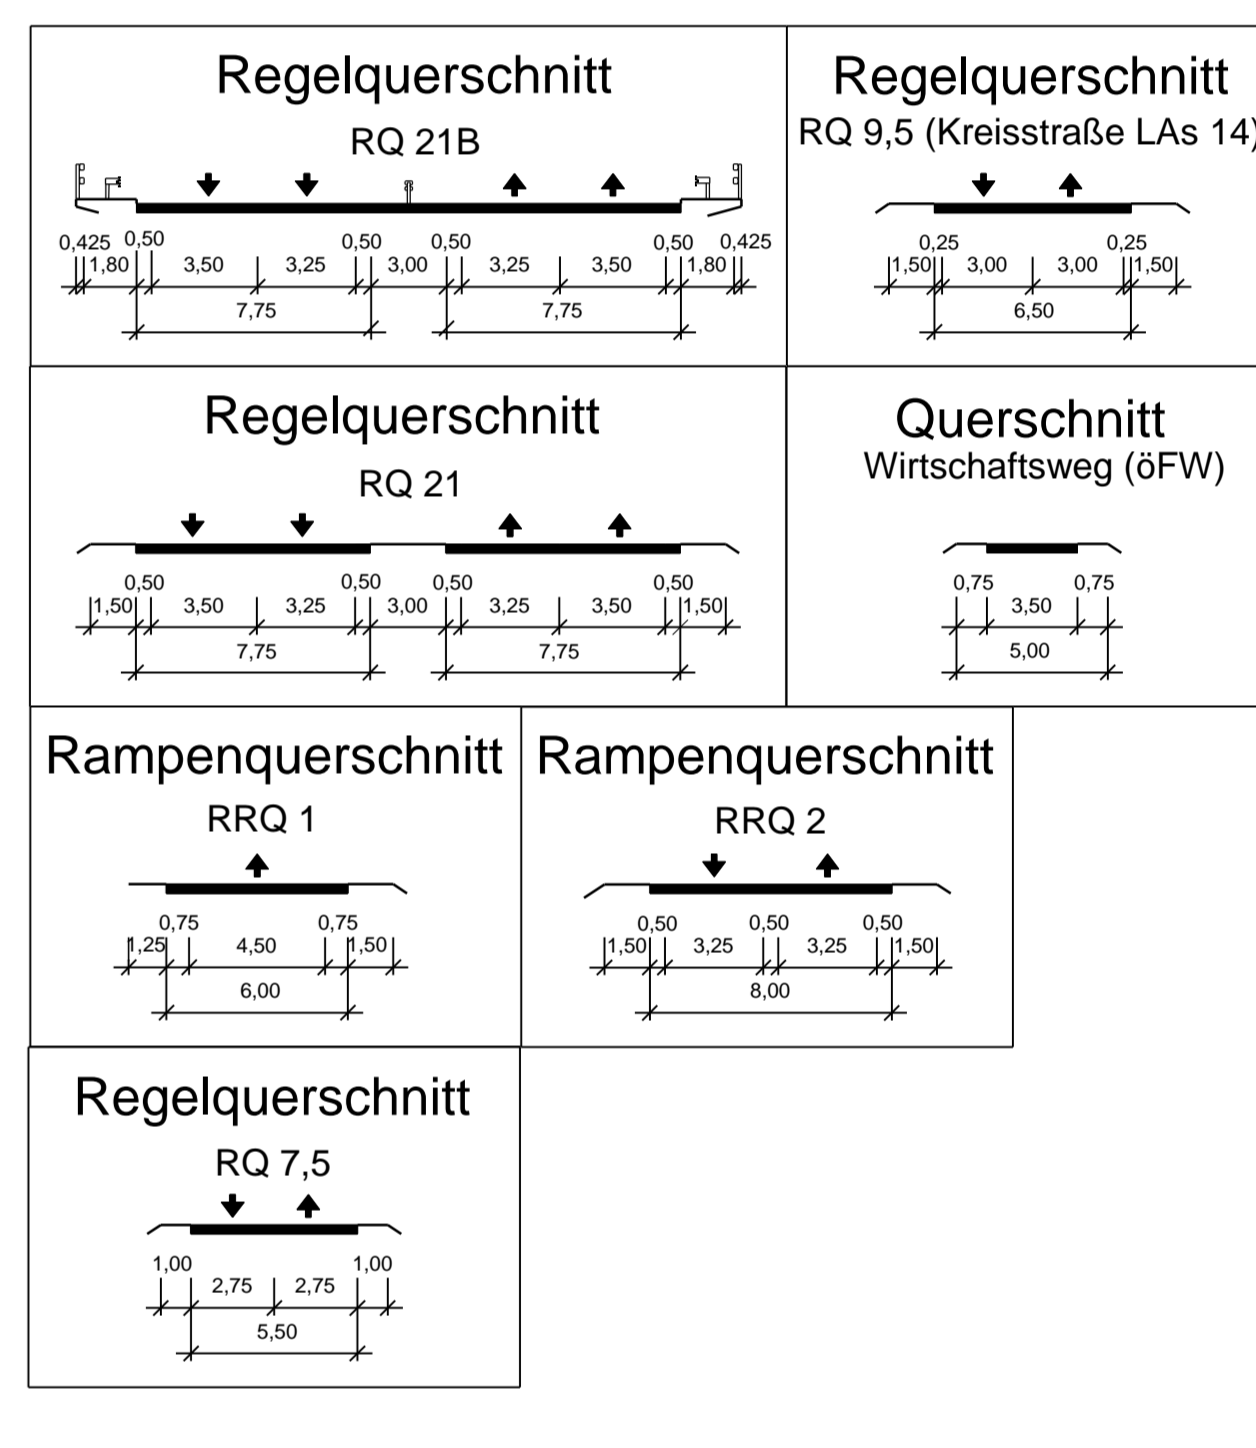 Regelquerschnitt
RQ 21B
0,425 0,50 0,50 0,50 0,50 0,425
1,80 3,50 3,25 3,00 3,25 3,50 1,80
7,75 7,75
Regelquerschnitt
RQ 9,5 (Kreisstraße LAs 14)
0,25 0,25
1,50 3,00 3,00 1,50
6,50
Regelquerschnitt
RQ 21
0,50 0,50 0,50 0,50
1,50 3,50 3,25 3,00 3,25 3,50 1,50
7,75 7,75
Querschnitt
Wirtschaftsweg (öFW)
0,75 0,75
3,50
5,00
Rampenquerschnitt
RRQ 1
0,75 0,75
1,25 4,50 1,50
6,00
Rampenquerschnitt
RRQ 2
0,50 0,50 0,50
1,50 3,25 3,25 1,50
8,00
Regelquerschnitt
RQ 7,5
1,00 1,00
2,75 2,75
5,50